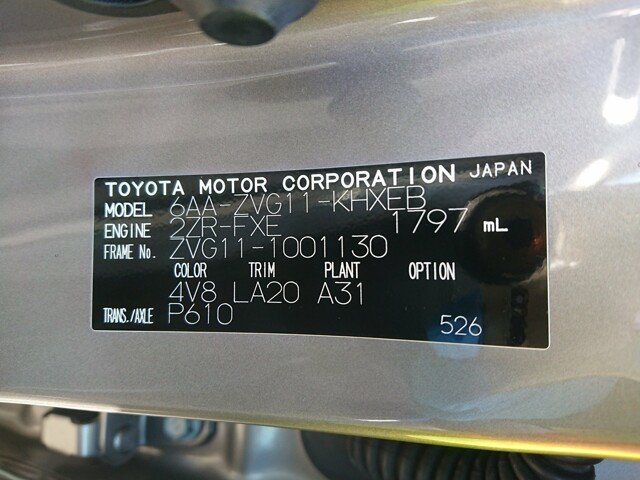 TOYOTA MOTOR CORPORATION JAPAN
MODEL 6AA-ZVG11-KHXEB
ENGINE 2ZR-FXE 1797 mL
FRAME No. ZVG11-1001130
COLOR TRIM PLANT OPTION
4V8 LA20 A31
TRANS./AXLE P610 526